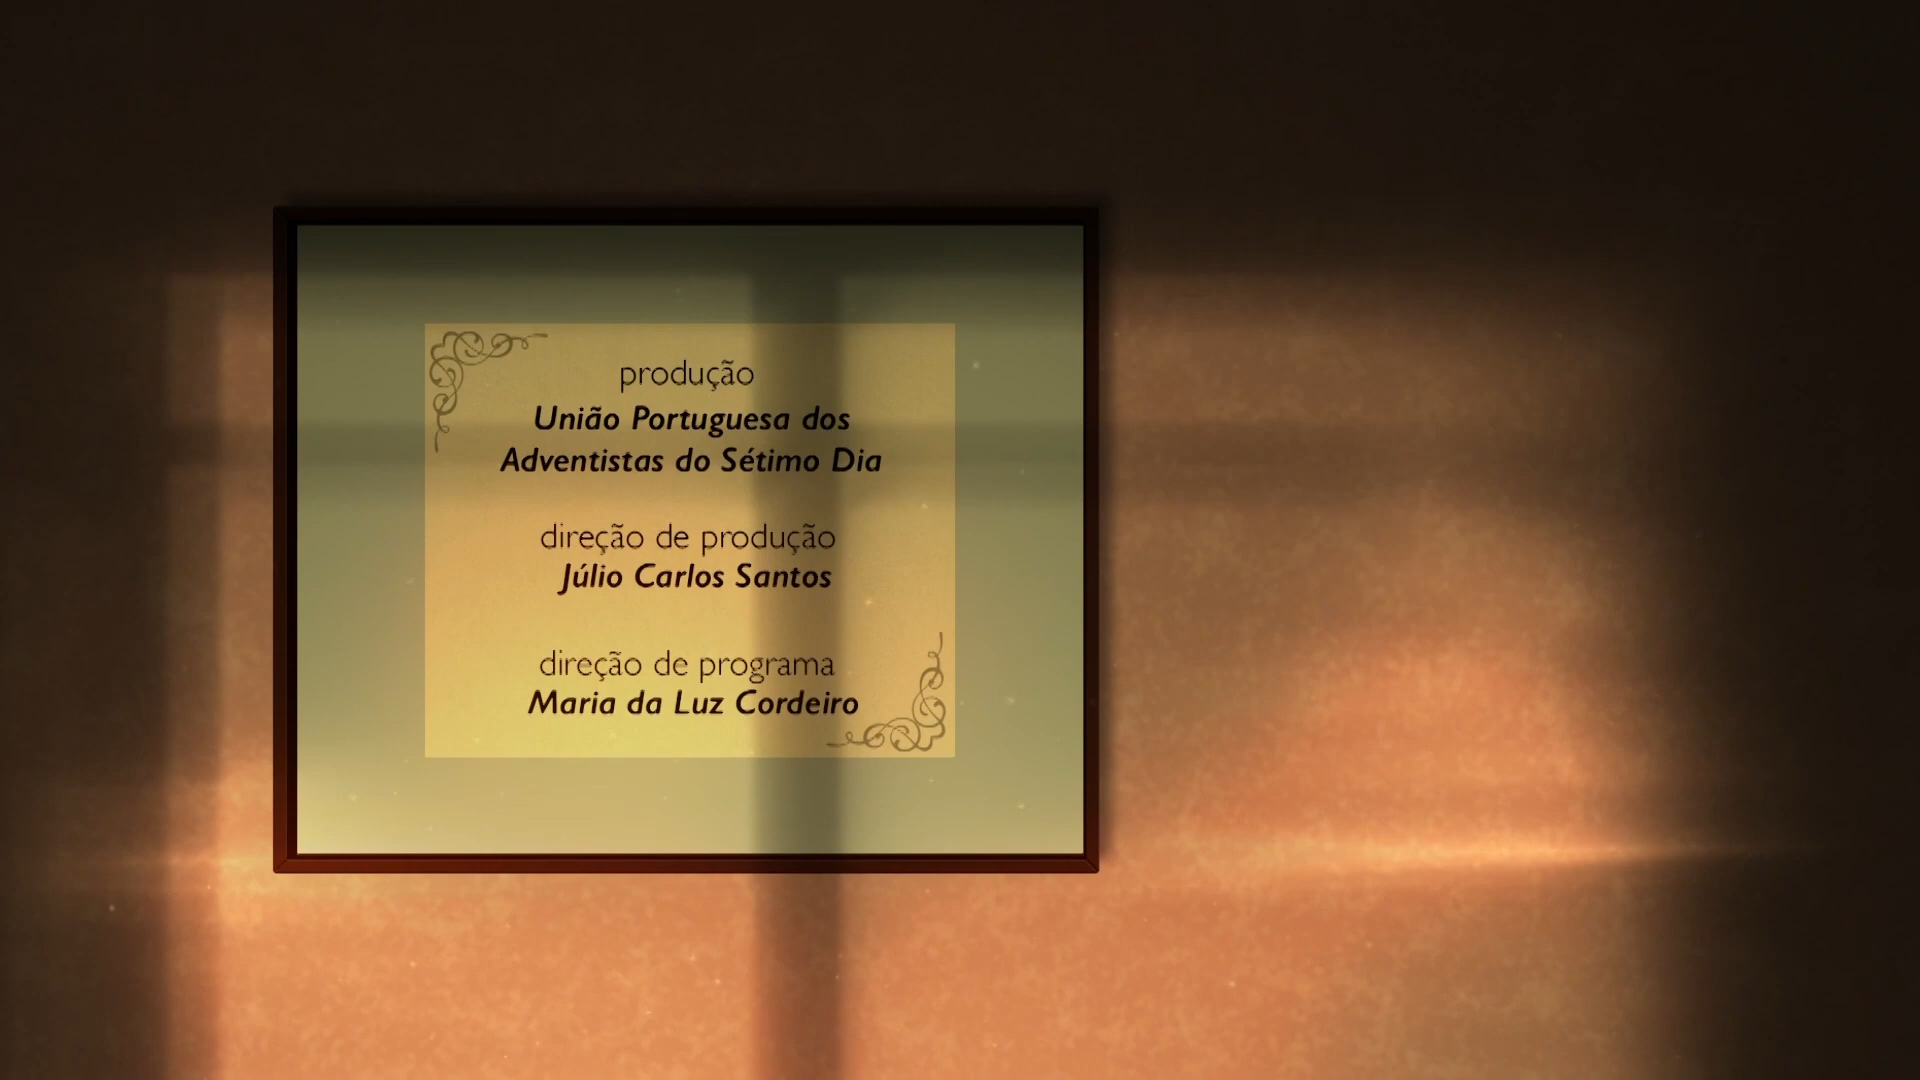 produção
União Portuguesa dos
Adventistas do Sétimo Dia
direção de produção
Júlio Carlos Santos
direção de programa
Maria da Luz Cordeiro